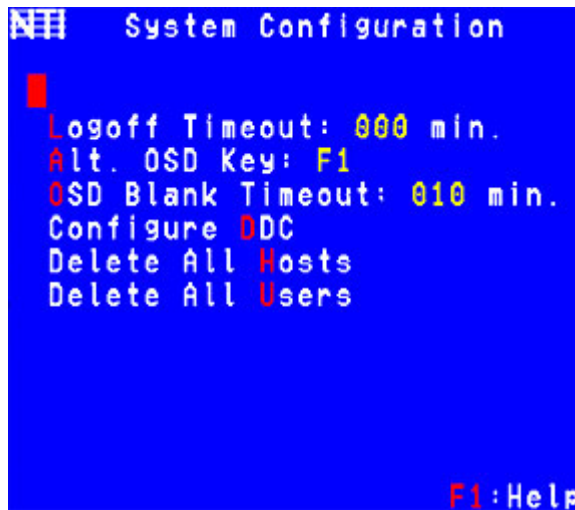 NTI System Configuration
Logoff Timeout: 000 min.
Alt. OSD Key: F1
OSD Blank Timeout: 010 min.
Configure DDC
Delete All Hosts
Delete All Users
F1:Help